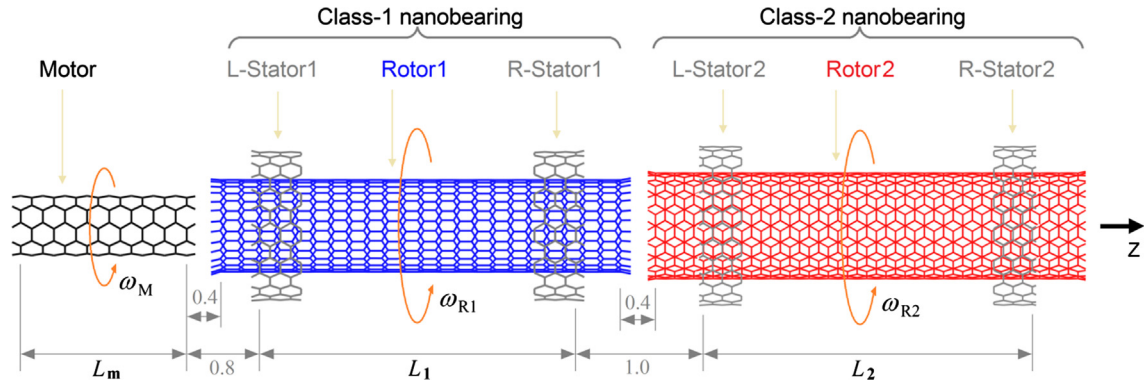 Class-1 nanobearing
Class-2 nanobearing
Motor
L-Stator1
Rotor1
R-Stator1
L-Stator2
Rotor2
R-Stator2
Z
ω_M
ω_R1
ω_R2
0.4
0.4
L_m
0.8
L_1
1.0
L_2